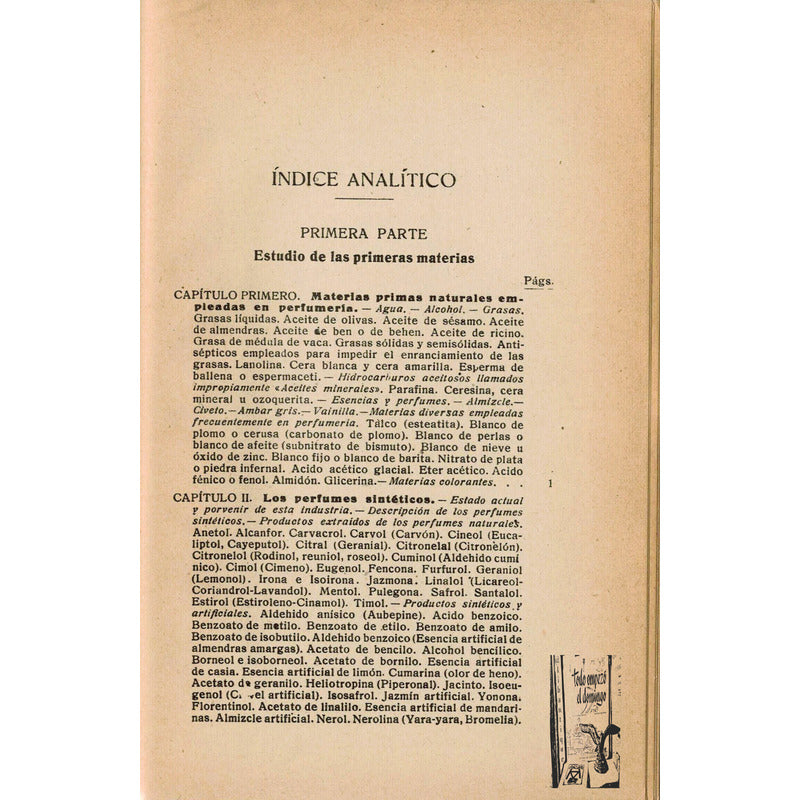 ÍNDICE ANALÍTICO
PRIMERA PARTE
Estudio de las primeras materias
Págs.
CAPÍTULO PRIMERO. Materias primas naturales em-
pleadas en perfumería. — Agua. — Alcohol. — Grasas.
Grasas líquidas. Aceite de olivas. Aceite de sésamo. Aceite
de almendras. Aceite de ben o de behen. Aceite de ricino.
Grasa de médula de vaca. Grasas sólidas y semisólidas. Anti-
sépticos empleados para impedir el enranciamiento de las
grasas. Lanolina. Cera blanca y cera amarilla. Esperma de
ballena o espermaceti. — Hidrocarburos aceitosos llamados
impropiamente «Aceites minerales». Parafina. Ceresina, cera
mineral u ozoquerita. — Esencias y perfumes. — Almizcle. —
Civeto. — Ambar gris. — Vainilla. — Materias diversas empleadas
frecuentemente en perfumería. Talco (esteatita). Blanco de
plomo o cerusa (carbonato de plomo). Blanco de perlas o
blanco de afeite (subnitrato de bismuto). Blanco de nieve u
óxido de zinc. Blanco fijo o blanco de barita. Nitrato de plata
o piedra infernal. Acido acético glacial. Eter acético. Acido
fénico o fenol. Almidón. Glicerina. — Materias colorantes. . . 1
CAPÍTULO II. Los perfumes sintéticos. — Estado actual
y porvenir de esta industria. — Descripción de los perfumes
sintéticos. — Productos extraídos de los perfumes naturales.
Anetol. Alcanfor. Carvacrol. Carvol (Carvón). Cineol (Euca-
liptol, Cayeputol). Citral (Geranial). Citronelal (Citronelón).
Citronelol (Rodinol, reuniol, roseol). Cuminol (Aldehido cumí
nico). Cimol (Cimeno). Eugenol. Fencona. Furfurol. Geraniol
(Lemonol). Irona e Isoirona. Jazmona. Linalol (Licareol-
Coriandrol-Lavandol). Mentol. Pulegona. Safrol. Santalol.
Estirol (Estiroleno-Cinamol). Timol. — Productos sintéticos y
artificiales. Aldehido anísico (Aubepine). Acido benzoico.
Benzoato de metilo. Benzoato de etilo. Benzoato de amilo.
Benzoato de isobutilo. Aldehido benzoico (Esencia artificial de
almendras amargas). Acetato de bencilo. Alcohol bencílico.
Borneol e isoborneol. Acetato de bornilo. Esencia artificial
de casia. Esencia artificial de limón. Cumarina (olor de heno).
Acetato de geranilo. Heliotropina (Piperonal). Jacinto. Isoeu-
genol (C. vel artificial). Isosafrol. Jazmín artificial. Yonona.
Florentinol. Acetato de linalilo. Esencia artificial de mandari-
nas. Almizcle artificial. Nerol. Nerolina (Yara-yara, Bromelia).
todo empezó
el domingo